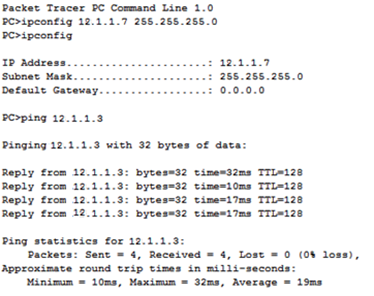 Packet Tracer PC Command Line 1.0
PC>ipconfig 12.1.1.7 255.255.255.0
PC>ipconfig
IP Address......................: 12.1.1.7
Subnet Mask.....................: 255.255.255.0
Default Gateway.................: 0.0.0.0
PC>ping 12.1.1.3
Pinging 12.1.1.3 with 32 bytes of data:
Reply from 12.1.1.3: bytes=32 time=32ms TTL=128
Reply from 12.1.1.3: bytes=32 time=10ms TTL=128
Reply from 12.1.1.3: bytes=32 time=17ms TTL=128
Reply from 12.1.1.3: bytes=32 time=17ms TTL=128
Ping statistics for 12.1.1.3:
Packets: Sent = 4, Received = 4, Lost = 0 (0% loss),
Approximate round trip times in milli-seconds:
Minimum = 10ms, Maximum = 32ms, Average = 19ms